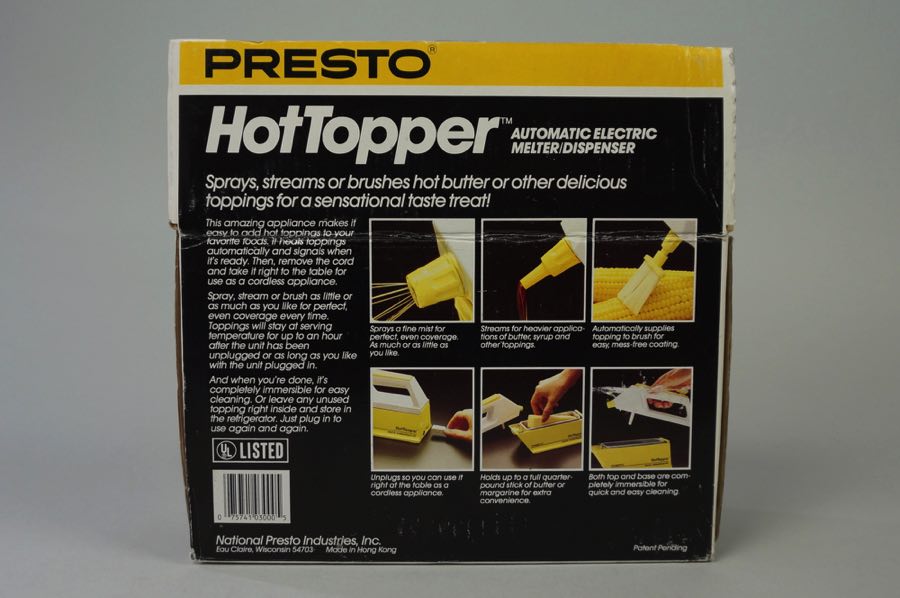 PRESTO®
HotTopper™
AUTOMATIC ELECTRIC
MELTER/DISPENSER
Sprays, streams or brushes hot butter or other delicious
toppings for a sensational taste treat!
This amazing appliance makes it
easy to add hot toppings to your
favorite foods. It heats toppings
automatically and signals when
it's ready. Then, remove the cord
and take it right to the table for
use as a cordless appliance.
Spray, stream or brush as little or
as much as you like for perfect,
even coverage every time.
Toppings will stay at serving
temperature for up to an hour
after the unit has been
unplugged or as long as you like
with the unit plugged in.
And when you're done, it's
completely immersible for easy
cleaning. Or leave any unused
topping right inside and store in
the refrigerator. Just plug in to
use again and again.
Sprays a fine mist for
perfect, even coverage.
As much or as little as
you like.
Streams for heavier applica-
tions of butter, syrup and
other toppings.
Automatically supplies
topping to brush for
easy, mess-free coating.
HotTopper
HotTopper
HotTopper
Unplugs so you can use it
right at the table as a
cordless appliance.
Holds up to a full quarter-
pound stick of butter or
margarine for extra
convenience.
Both top and base are com-
pletely immersible for
quick and easy cleaning.
UL LISTED
0 75741 03000 5
National Presto Industries, Inc.
Eau Claire, Wisconsin 54703 Made in Hong Kong
Patent Pending